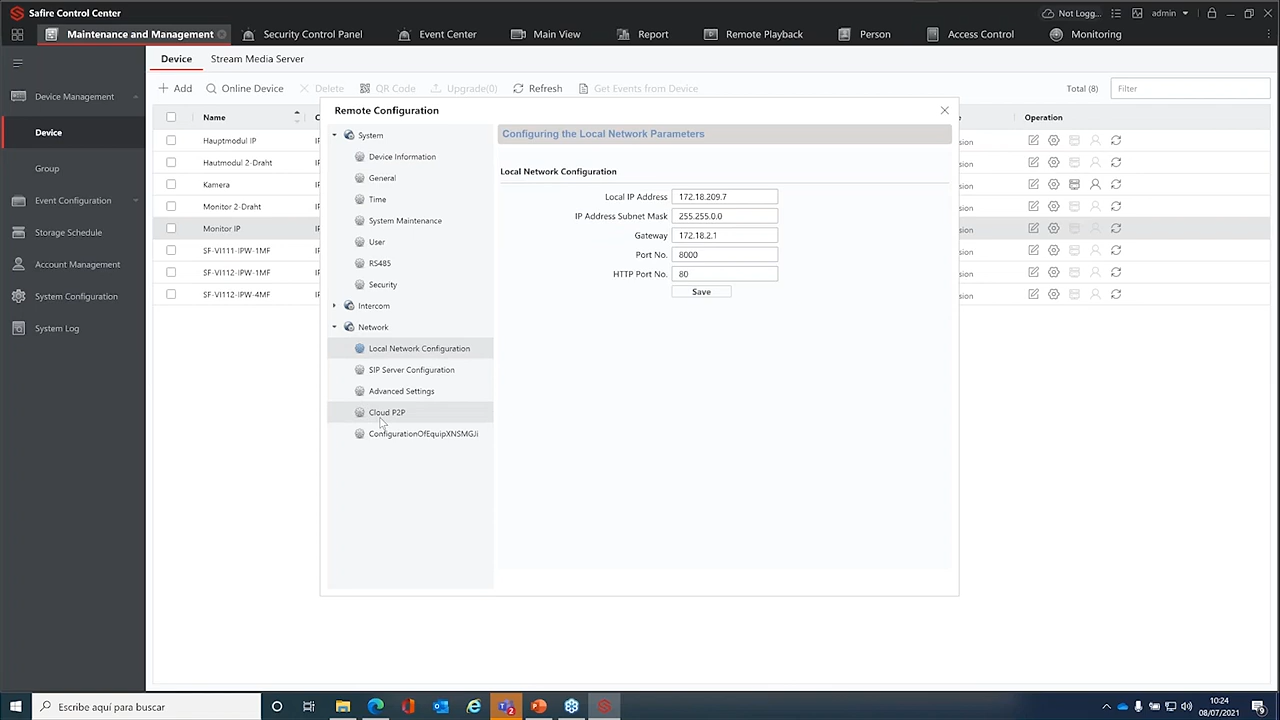 Safire Control Center
Not Logg...
admin
Maintenance and Management
Security Control Panel
Event Center
Main View
Report
Remote Playback
Person
Access Control
Monitoring
Device
Stream Media Server
Add
Online Device
Delete
QR Code
Upgrade(0)
Refresh
Get Events from Device
Total (8)
Filter
Device Management
Device
Group
Event Configuration
Storage Schedule
Account Management
System Configuration
System Log
Name
Operation
Hauptmodul IP
Hautmodul 2-Draht
Kamera
Monitor 2-Draht
Monitor IP
SF-VI111-IPW-1MF
SF-VI112-IPW-1MF
SF-VI112-IPW-4MF
Remote Configuration
System
Device Information
General
Time
System Maintenance
User
RS485
Security
Intercom
Network
Local Network Configuration
SIP Server Configuration
Advanced Settings
Cloud P2P
ConfigurationOfEquipXNSMGJi
Configuring the Local Network Parameters
Local Network Configuration
Local IP Address 172.18.209.7
IP Address Subnet Mask 255.255.0.0
Gateway 172.18.2.1
Port No. 8000
HTTP Port No. 80
Save
Escribe aquí para buscar
10:24
08/07/2021